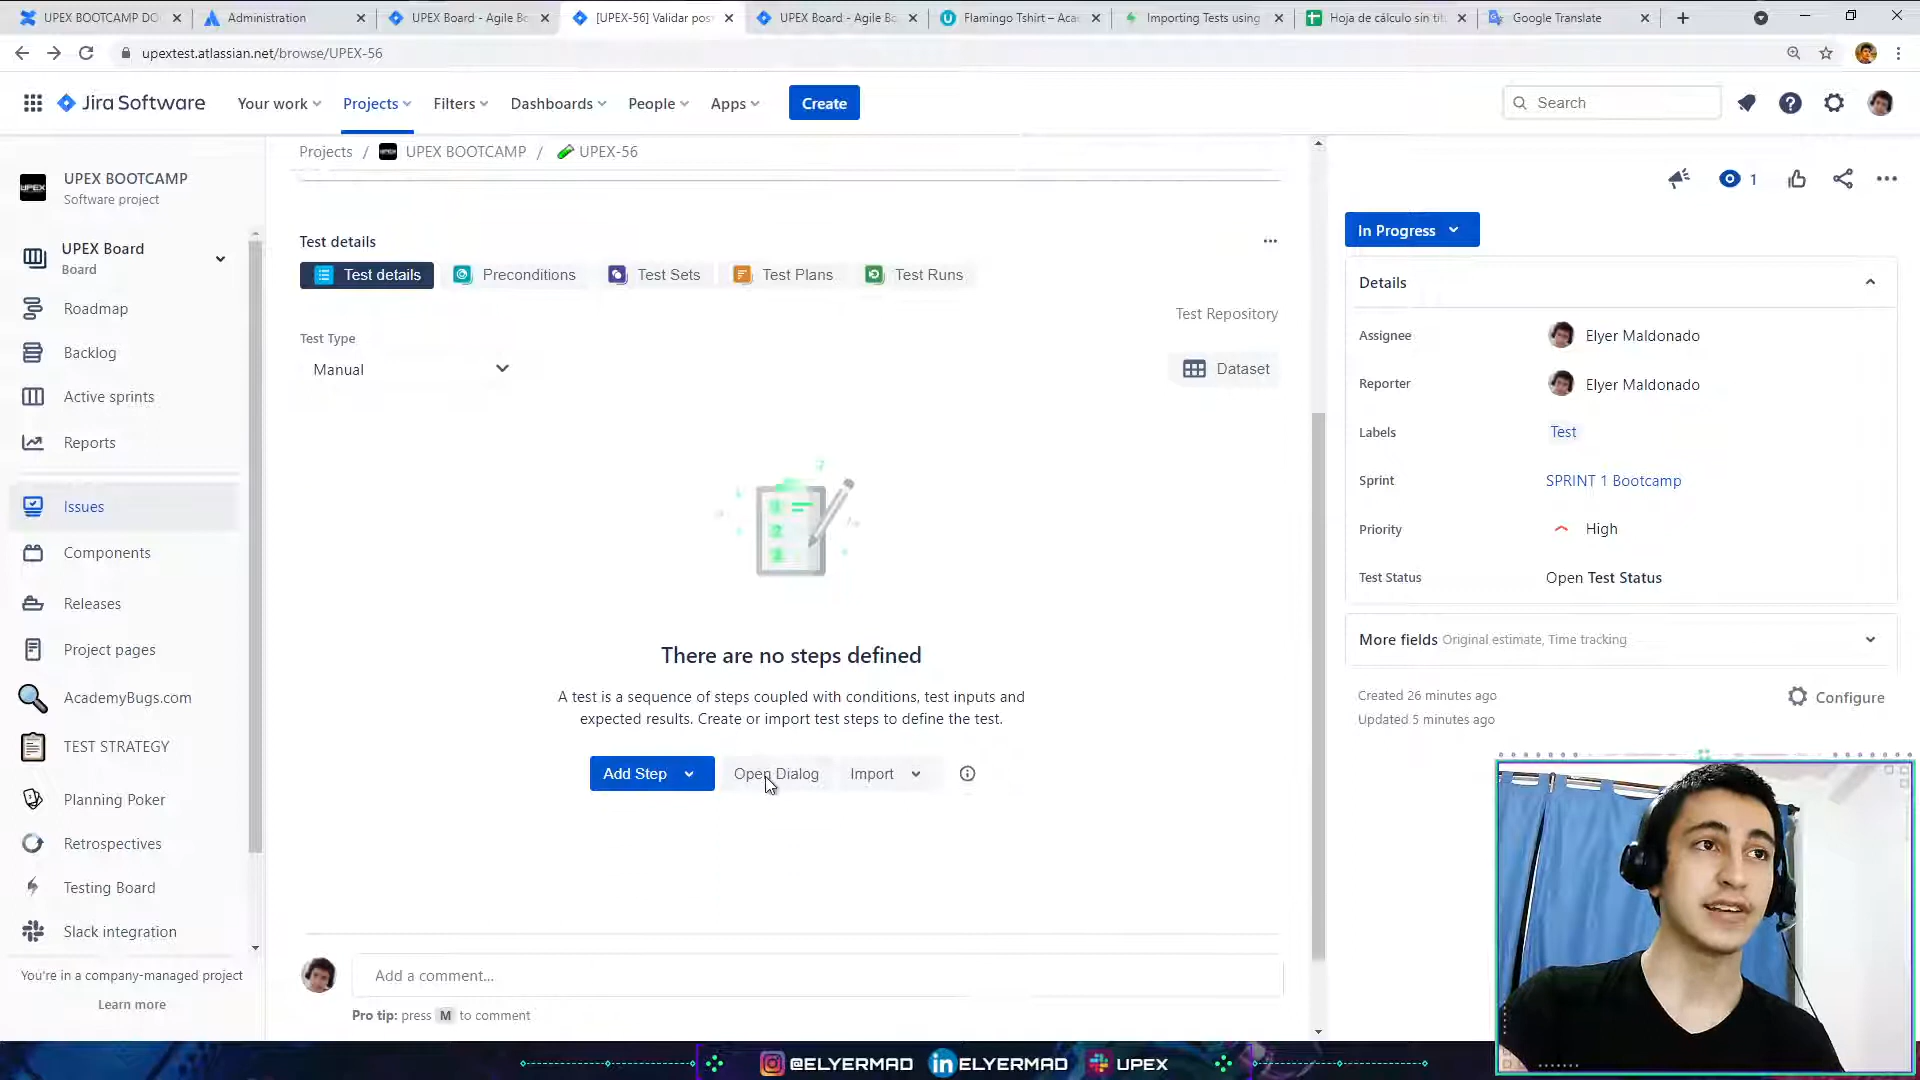 UPEX BOOTCAMP DO
Administration
UPEX Board - Agile Bo
[UPEX-56] Validar pos
UPEX Board - Agile Bo
Flamingo Tshirt – Aca
Importing Tests using
Hoja de cálculo sin tít
Google Translate
upextest.atlassian.net/browse/UPEX-56
Jira Software
Your work
Projects
Filters
Dashboards
People
Apps
Create
Search
UPEX BOOTCAMP
Software project
UPEX Board
Board
Roadmap
Backlog
Active sprints
Reports
Issues
Components
Releases
Project pages
AcademyBugs.com
TEST STRATEGY
Planning Poker
Retrospectives
Testing Board
Slack integration
You're in a company-managed project
Learn more
Projects / UPEX BOOTCAMP / UPEX-56
Test details
Test details
Preconditions
Test Sets
Test Plans
Test Runs
Test Repository
Test Type
Manual
Dataset
There are no steps defined
A test is a sequence of steps coupled with conditions, test inputs and
expected results. Create or import test steps to define the test.
Add Step
Open Dialog
Import
Add a comment...
Pro tip: press M to comment
1
In Progress
Details
Assignee
Elyer Maldonado
Reporter
Elyer Maldonado
Labels
Test
Sprint
SPRINT 1 Bootcamp
Priority
High
Test Status
Open Test Status
More fields Original estimate, Time tracking
Created 26 minutes ago
Updated 5 minutes ago
Configure
@ELYERMAD
ELYERMAD
UPEX